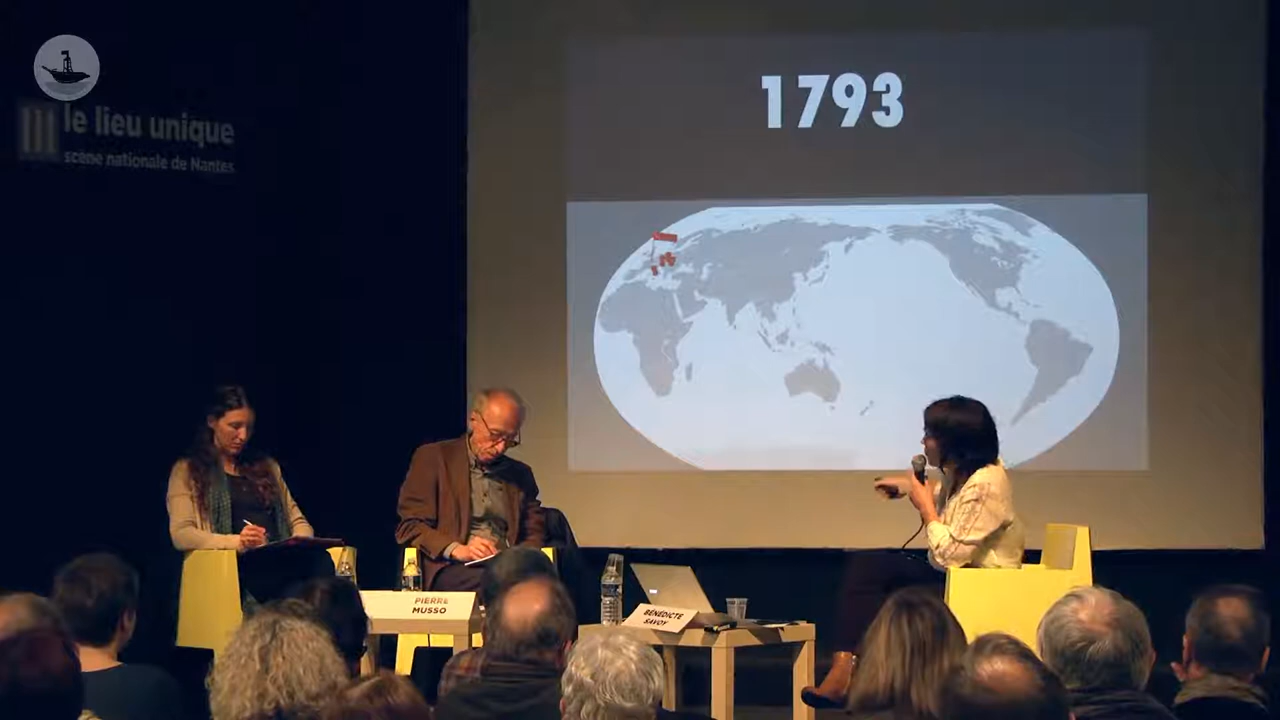 le lieu unique
scène nationale de Nantes
1793
PIERRE
MUSSO
BÉNÉDICTE
SAVOY